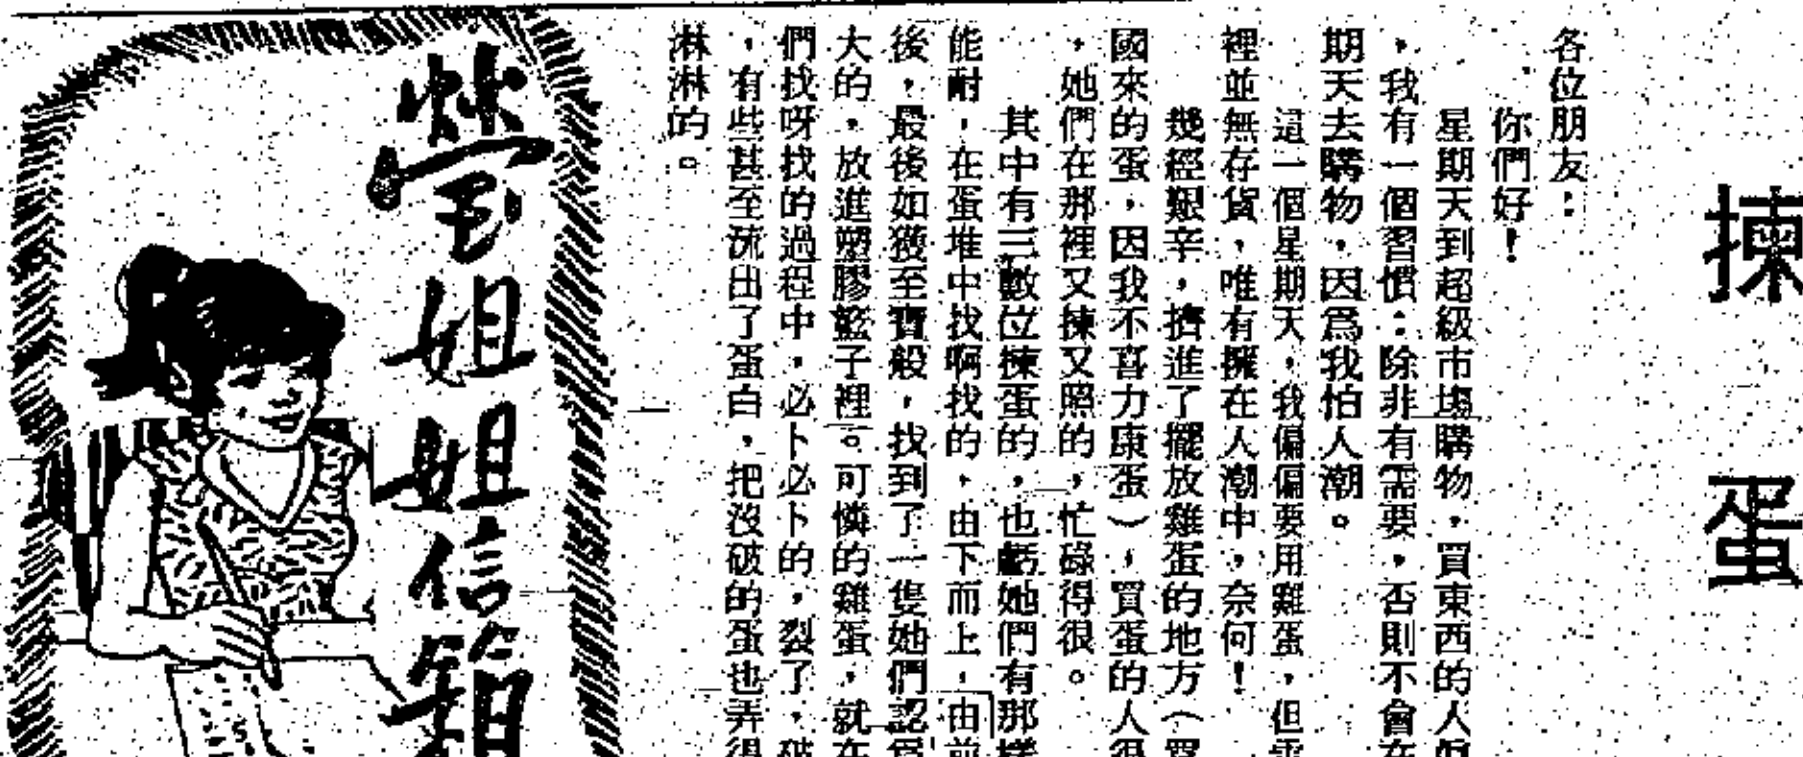 揀蛋
各位朋友：
你們好！
星期天到超級市場購物，買東西的人
，我有一個習慣：除非有需要，否則不會在
期天去購物，因爲我怕人潮。
這一個星期天，我偏偏要用雞蛋，但
裡並無存貨，唯有擁在人潮中，奈何！
幾經艱辛，擠進了擺放雞蛋的地方（
國來的蛋，因我不喜力康蛋），買蛋的人很
，她們在那裡又揀又照的，忙碌得很。
其中有三數位揀蛋的，也虧她們有那樣
能耐，在蛋堆中找啊找的，由下而上，由前
後，最後如獲至寶般，找到了一隻她們認爲
大的，放進塑膠籃子裡。可憐的雞蛋，就在
們找呀找的過程中，必卜必卜的，裂了，破
，有些甚至流出了蛋白，把沒破的蛋也弄得
淋淋的。
瑩姐姐信箱